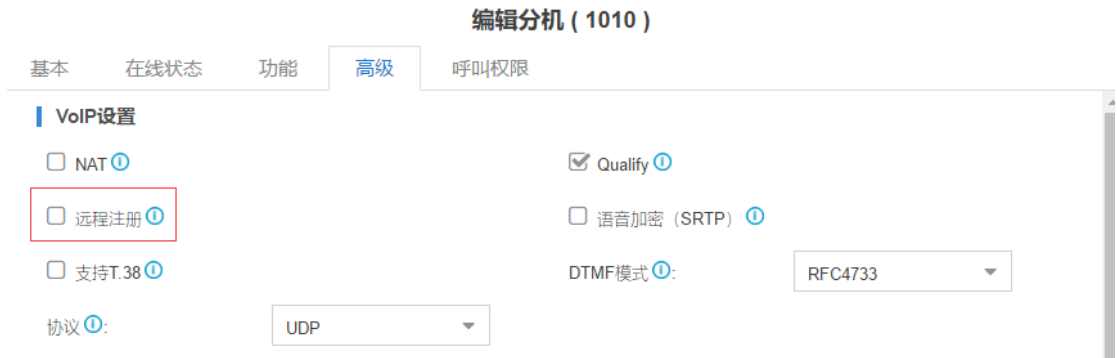 编辑分机 ( 1010 )
基本 在线状态 功能 高级 呼叫权限
VoIP设置
NAT Qualify
远程注册 语音加密（SRTP）
支持T.38 DTMF模式: RFC4733
协议: UDP